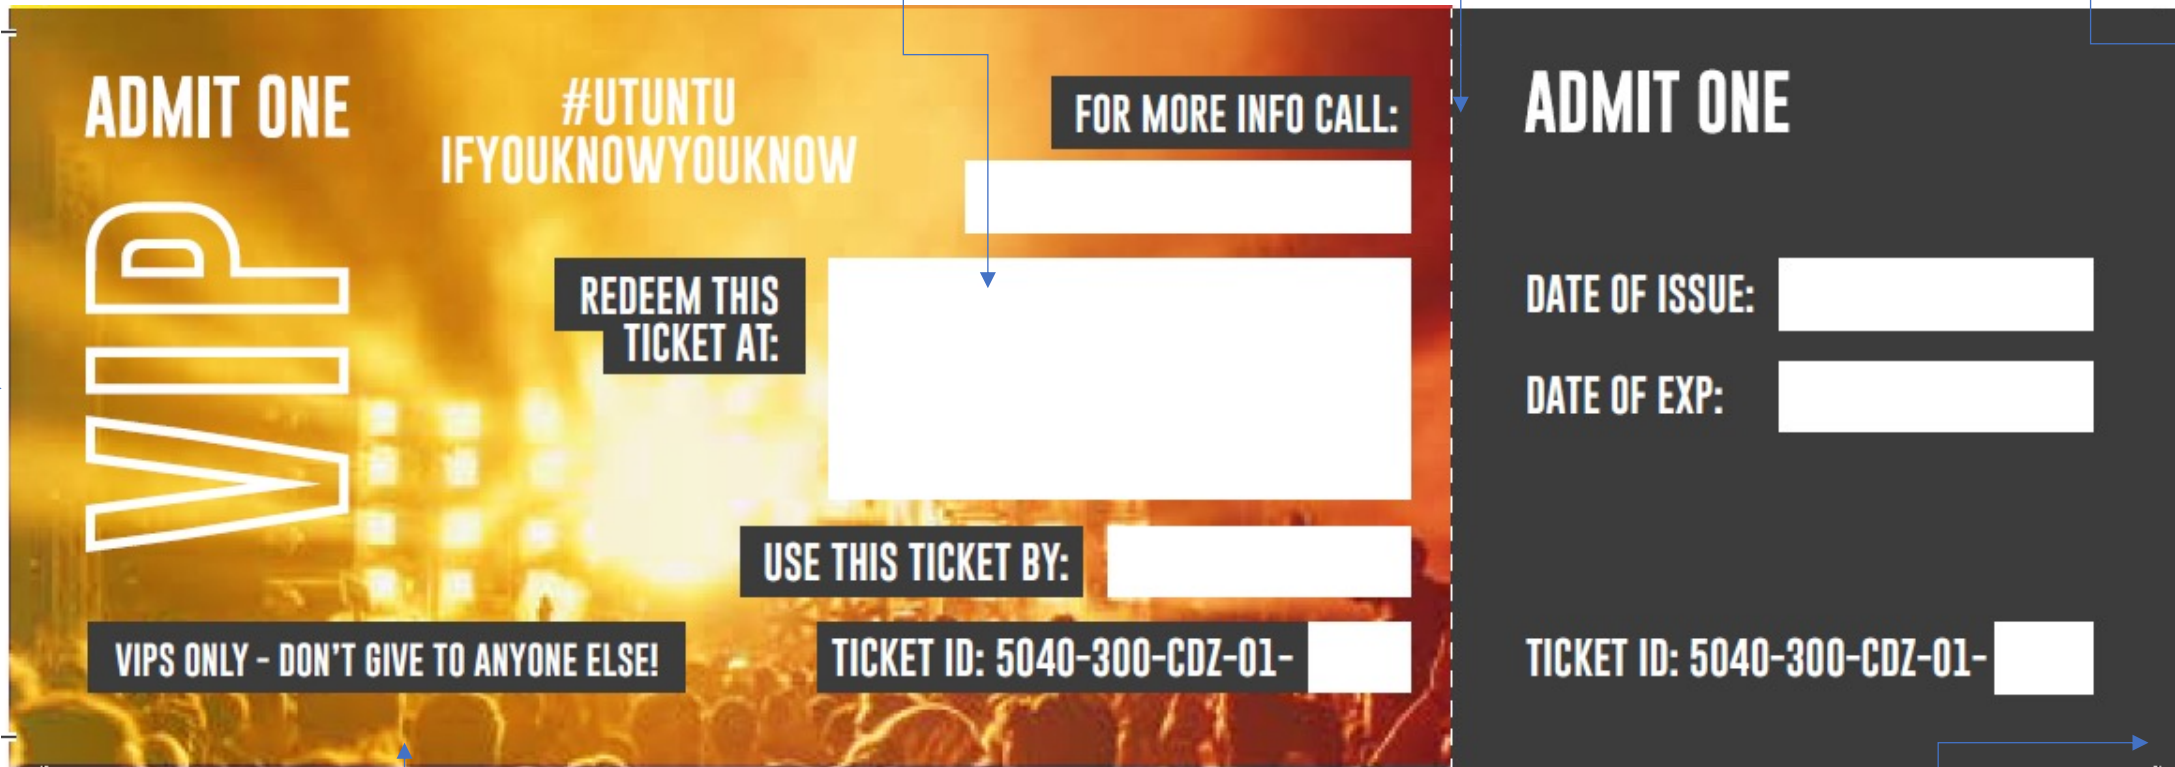 ADMIT ONE
#UTUNTU
IFYOUKNOWYOUKNOW
VIP
FOR MORE INFO CALL:
REDEEM THIS
TICKET AT:
USE THIS TICKET BY:
VIPS ONLY - DON'T GIVE TO ANYONE ELSE!
TICKET ID: 5040-300-CDZ-01-
ADMIT ONE
DATE OF ISSUE:
DATE OF EXP:
TICKET ID: 5040-300-CDZ-01-